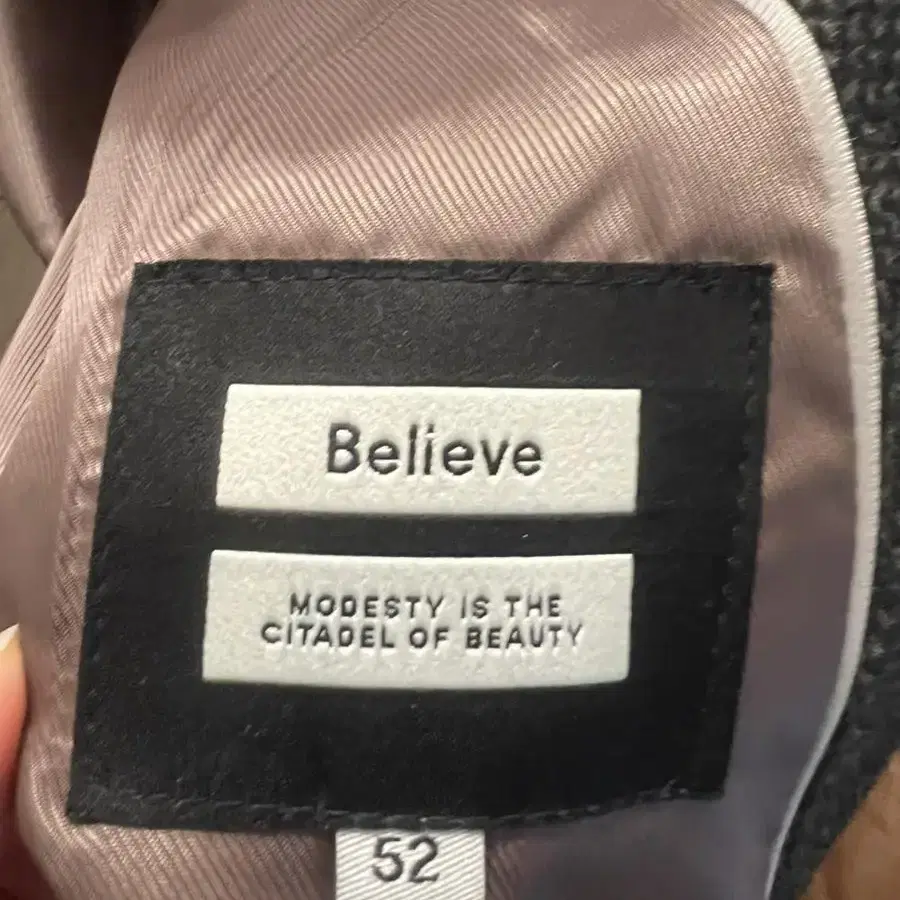 Believe
MODESTY IS THE
CITADEL OF BEAUTY
52